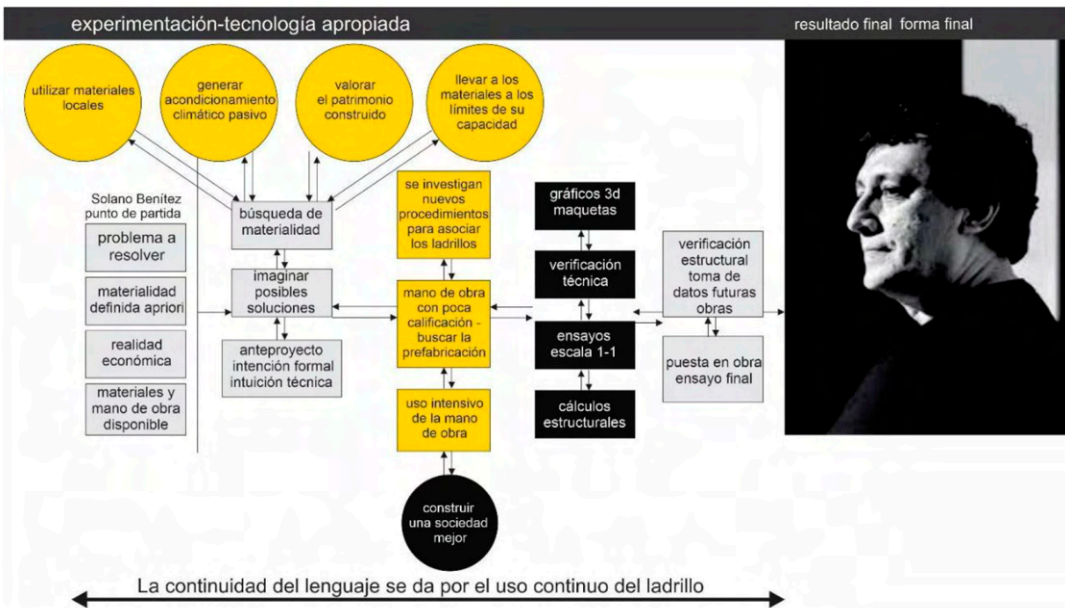 experimentación-tecnología apropiada
resultado final forma final
utilizar materiales
locales
generar
acondicionamiento
climático pasivo
valorar
el patrimonio
construido
llevar a los
materiales a los
límites de su
capacidad
Solano Benítez
punto de partida
problema a
resolver
materialidad
definida apriori
realidad
económica
materiales y
mano de obra
disponible
búsqueda de
materialidad
imaginar
posibles
soluciones
anteproyecto
intención formal
intuición técnica
se investigan
nuevos
procedimientos
para asociar
los ladrillos
mano de obra
con poca
calificación -
buscar la
prefabricación
uso intensivo
de la mano
de obra
construir
una sociedad
mejor
gráficos 3d
maquetas
verificación
técnica
ensayos
escala 1-1
cálculos
estructurales
verificación
estructural
toma de
datos futuras
obras
puesta en obra
ensayo final
La continuidad del lenguaje se da por el uso continuo del ladrillo